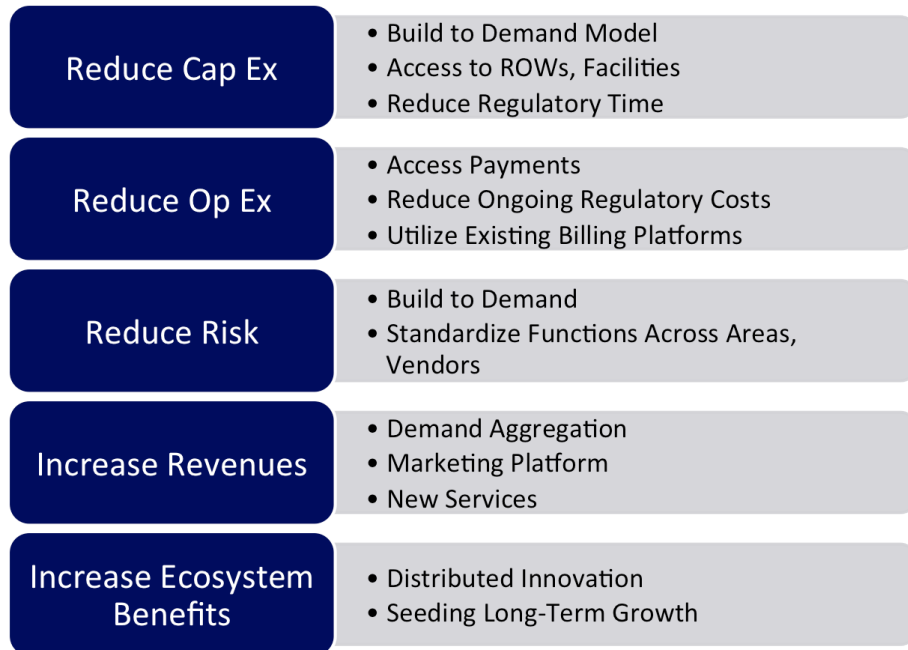 Reduce Cap Ex
• Build to Demand Model
• Access to ROWs, Facilities
• Reduce Regulatory Time
Reduce Op Ex
• Access Payments
• Reduce Ongoing Regulatory Costs
• Utilize Existing Billing Platforms
Reduce Risk
• Build to Demand
• Standardize Functions Across Areas,
Vendors
Increase Revenues
• Demand Aggregation
• Marketing Platform
• New Services
Increase Ecosystem
Benefits
• Distributed Innovation
• Seeding Long-Term Growth